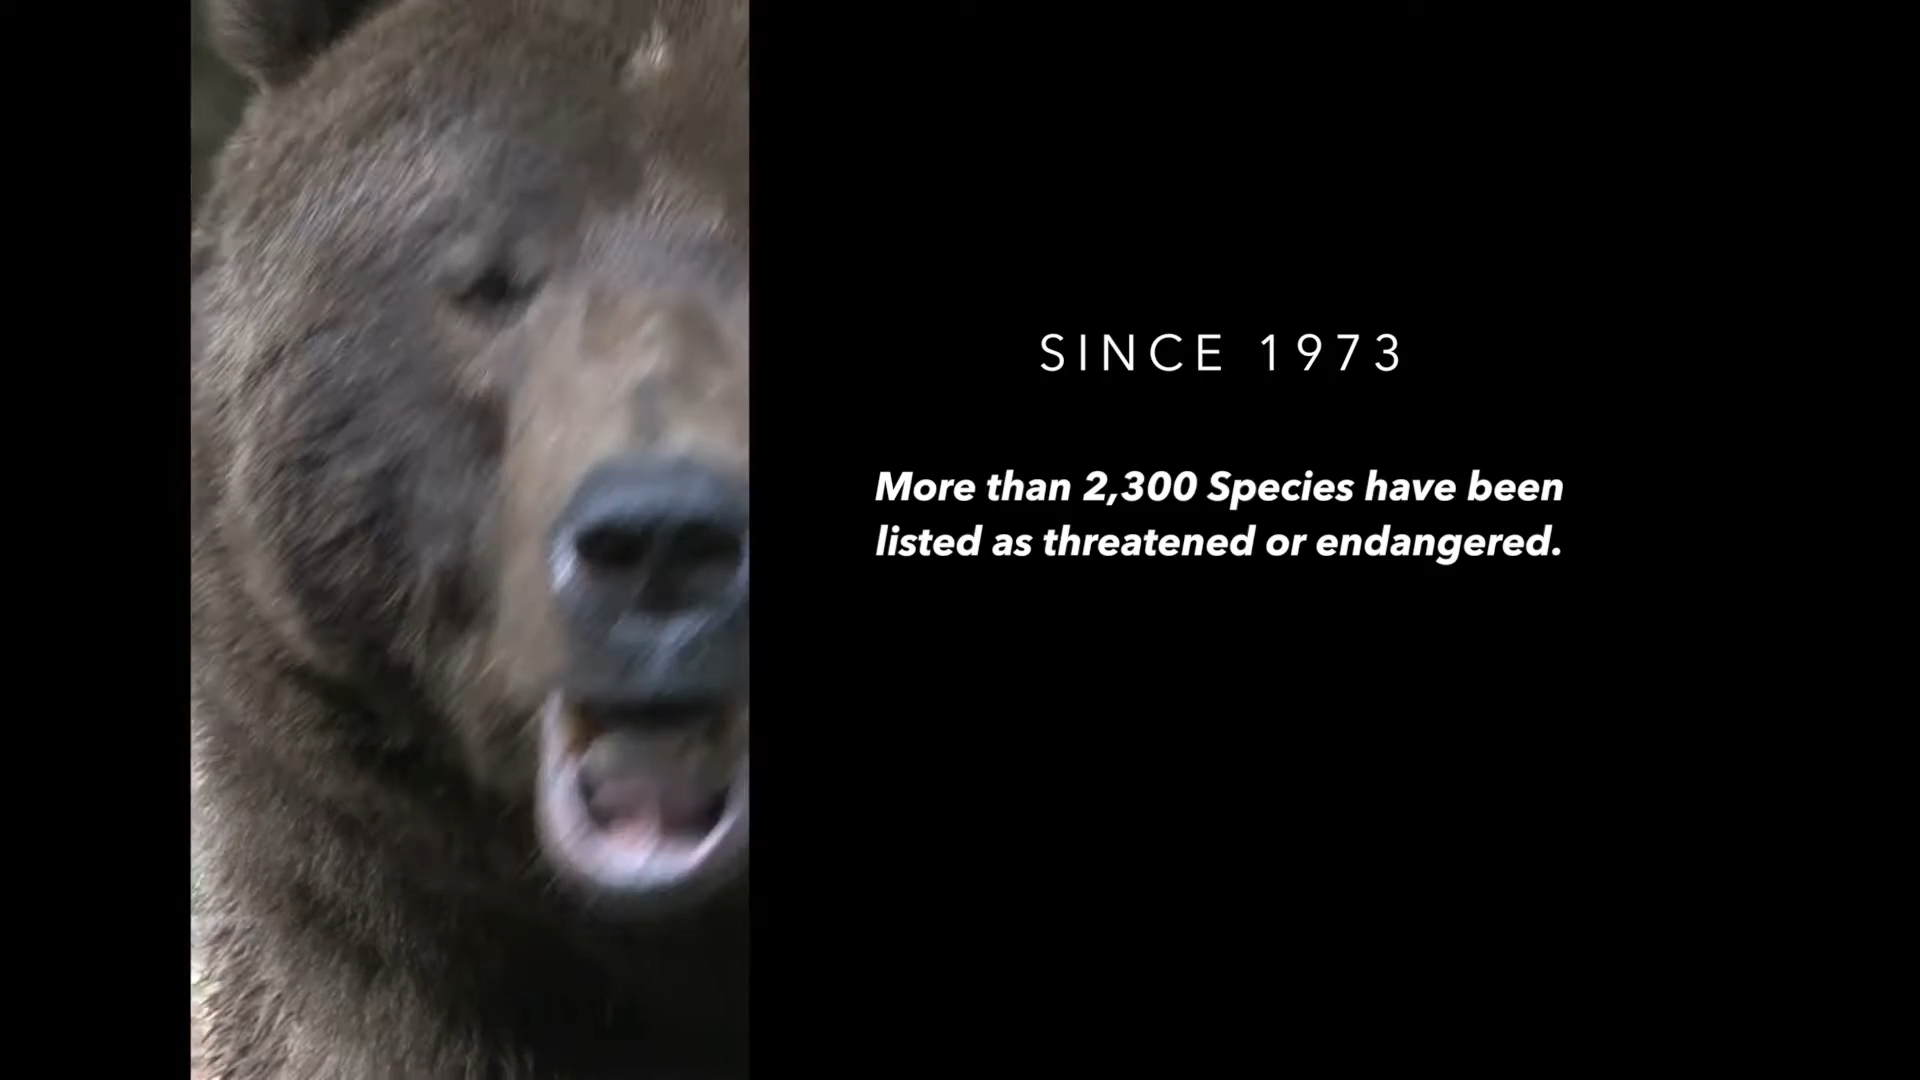 SINCE 1973
More than 2,300 Species have been
listed as threatened or endangered.